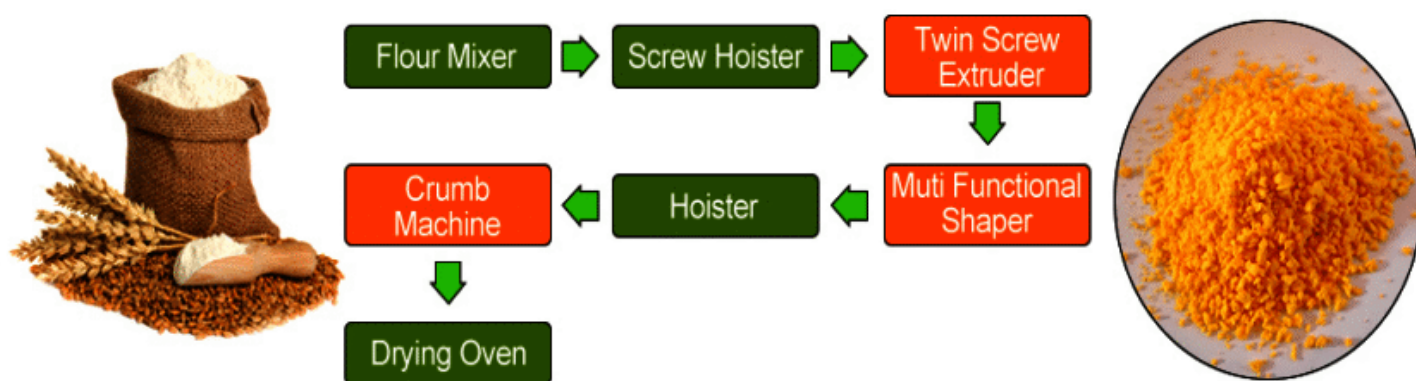 Flour Mixer
Screw Hoister
Twin Screw
Extruder
Muti Functional
Shaper
Hoister
Crumb
Machine
Drying Oven